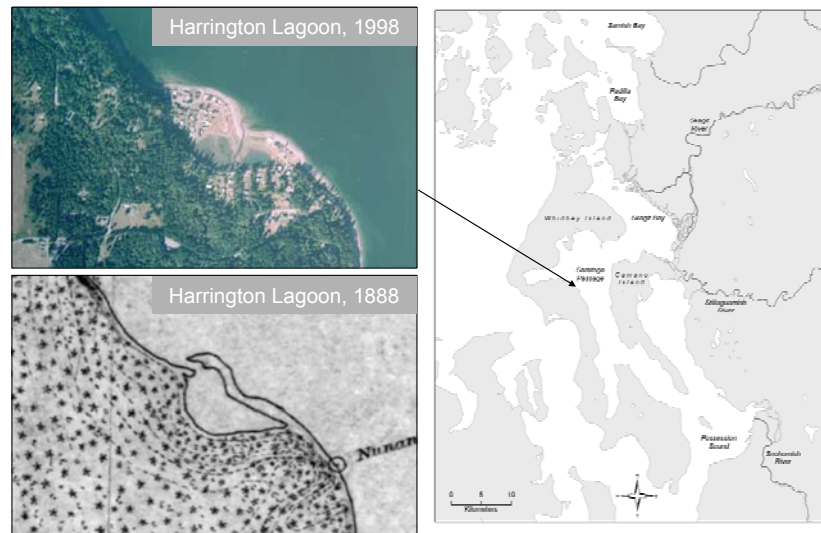 Harrington Lagoon, 1998
Harrington Lagoon, 1888
Nunan
Samish Bay
Padilla
Bay
Skagit
River
Whidbey Island
Skagit Bay
Saratoga
Passage
Camano
Island
Stillaguamish
River
Possession
Sound
Snohomish
River
0 5 10
Kilometers